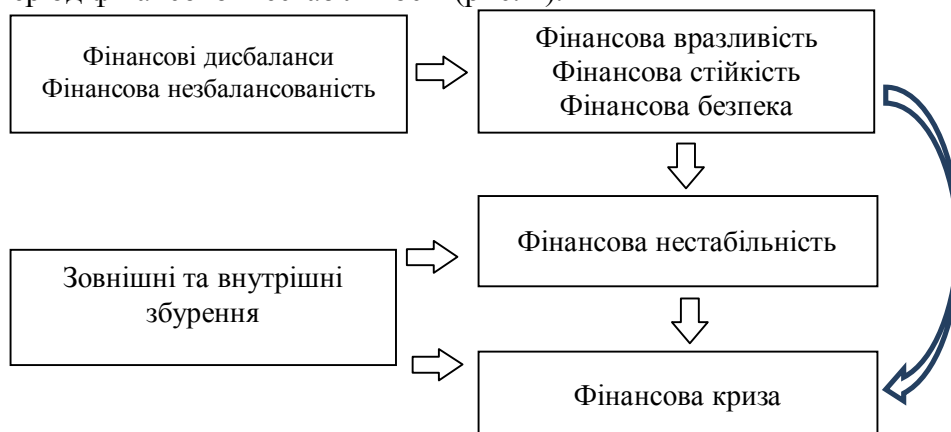 Фінансові дисбаланси
Фінансова незбалансованість
Фінансова вразливість
Фінансова стійкість
Фінансова безпека
Фінансова нестабільність
Зовнішні та внутрішні
збурення
Фінансова криза